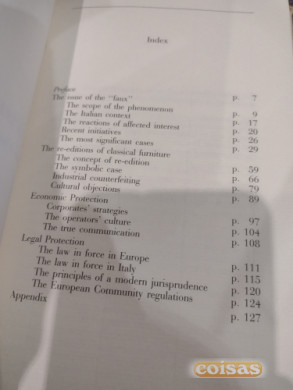 Index
Preface
The issue of the "faux" p. 7
The scope of the phenomenon
The Italian context p. 9
The reactions of affected interest p. 17
Recent initiatives p. 20
The most significant cases p. 26
The re-editions of classical furniture p. 29
The concept of re-edition
The symbolic case p. 59
Industrial counterfeiting p. 66
Cultural objections p. 79
Economic Protection p. 89
Corporates' strategies
The operators' culture p. 97
The true communication p. 104
Legal Protection p. 108
The law in force in Europe
The law in force in Italy p. 111
The principles of a modern jurisprudence p. 115
The European Community regulations p. 120
Appendix p. 124
p. 127
coisas